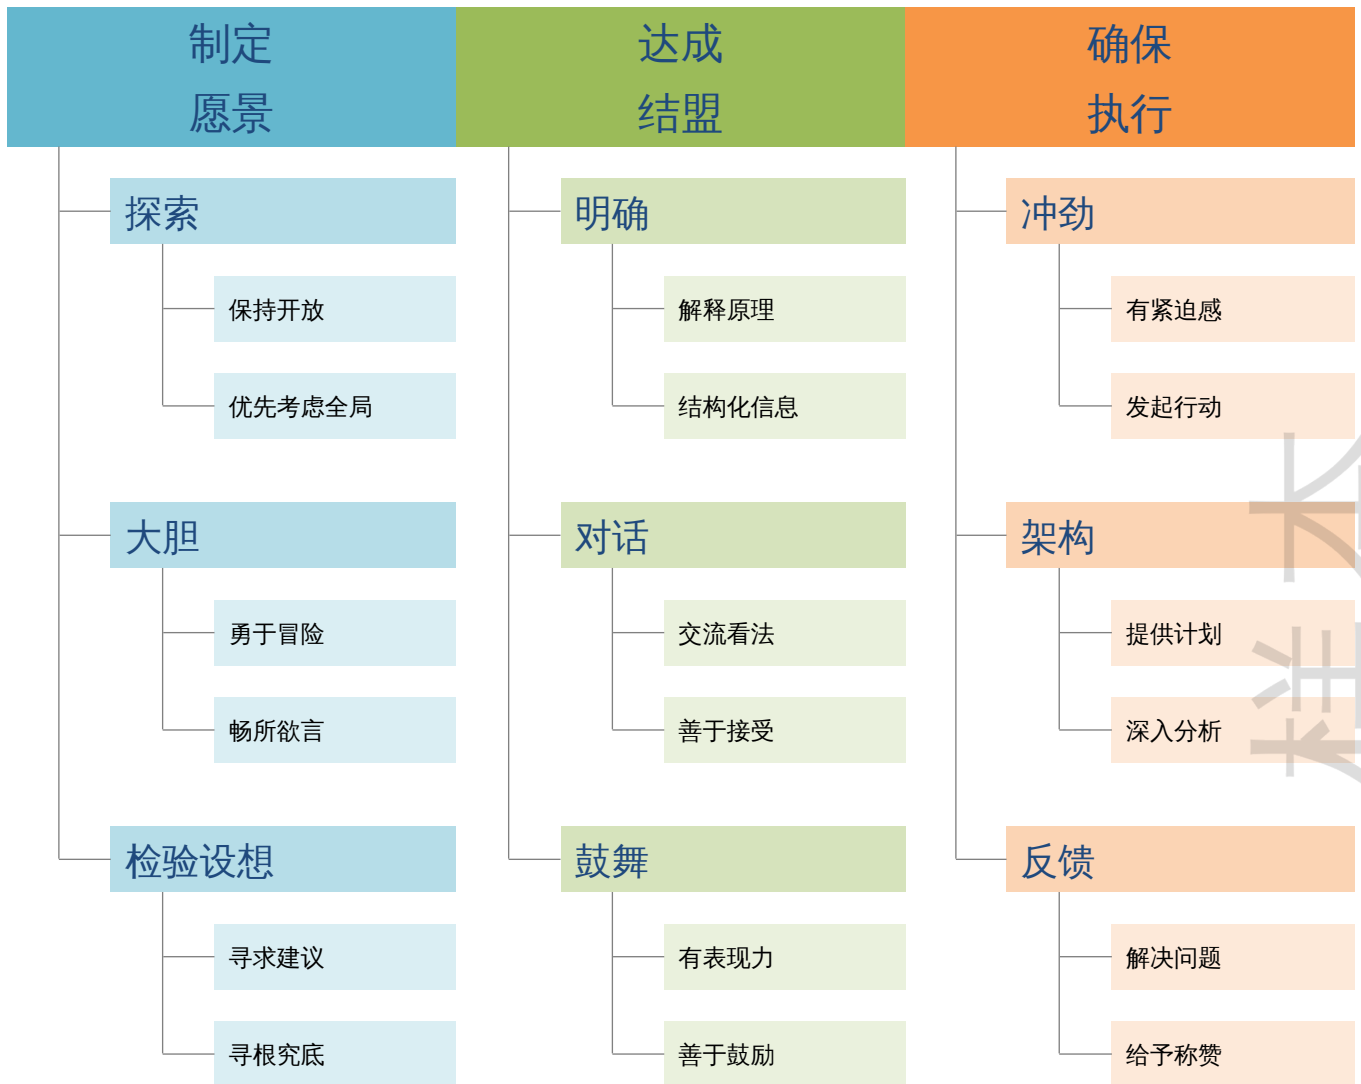 制定
愿景
探索
保持开放
优先考虑全局
大胆
勇于冒险
畅所欲言
检验设想
寻求建议
寻根究底
达成
结盟
明确
解释原理
结构化信息
对话
交流看法
善于接受
鼓舞
有表现力
善于鼓励
确保
执行
冲劲
有紧迫感
发起行动
架构
提供计划
深入分析
反馈
解决问题
给予称赞